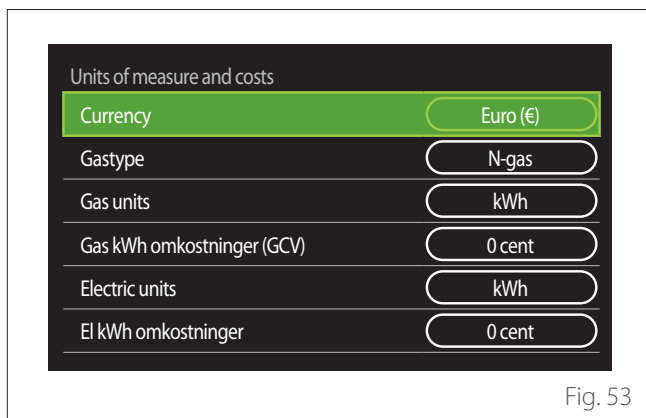 Units of measure and costs
Currency Euro (€)
Gastype N-gas
Gas units kWh
Gas kWh omkostninger (GCV) 0 cent
Electric units kWh
El kWh omkostninger 0 cent
Fig. 53